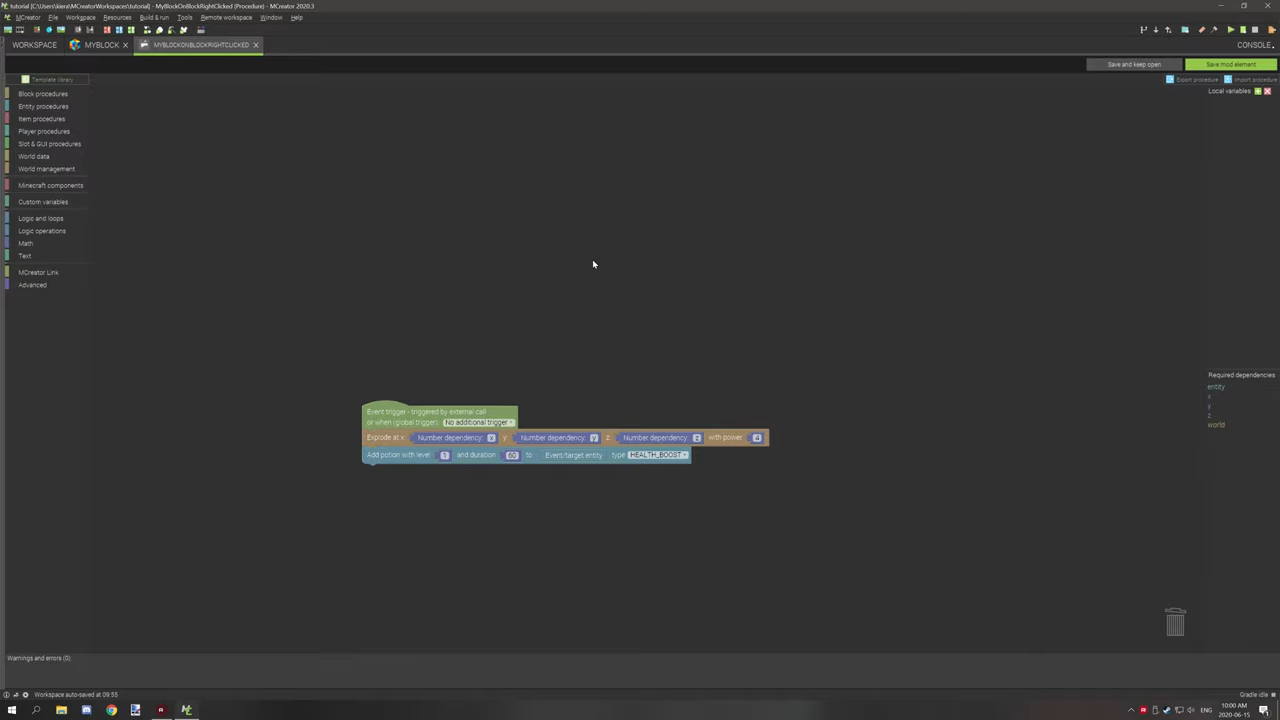 tutorial [C:\Users\kiera\MCreatorWorkspaces\tutorial] - MyBlockOnBlockRightClicked (Procedure) - MCreator 2020.3
MCreator File Workspace Resources Build & run Tools Remote workspace Window Help
WORKSPACE MYBLOCK MYBLOCKONBLOCKRIGHTCLICKED CONSOLE
Save and keep open Save mod element
Template library Export procedure Import procedure
Local variables
Block procedures
Entity procedures
Item procedures
Player procedures
Slot & GUI procedures
World data
World management
Minecraft components
Custom variables
Logic and loops
Logic operations
Math
Text
MCreator Link
Advanced
Required dependencies
entity
x
y
z
world
Event trigger - triggered by external call
or when (global trigger): No additional trigger
Explode at x: Number dependency: x y: Number dependency: y z: Number dependency: z with power: 4
Add potion with level 1 and duration 60 to Event/target entity type HEALTH_BOOST
Warnings and errors (0):
Workspace auto-saved at 09:55 Gradle idle
ENG 10:00 AM
2020-06-15